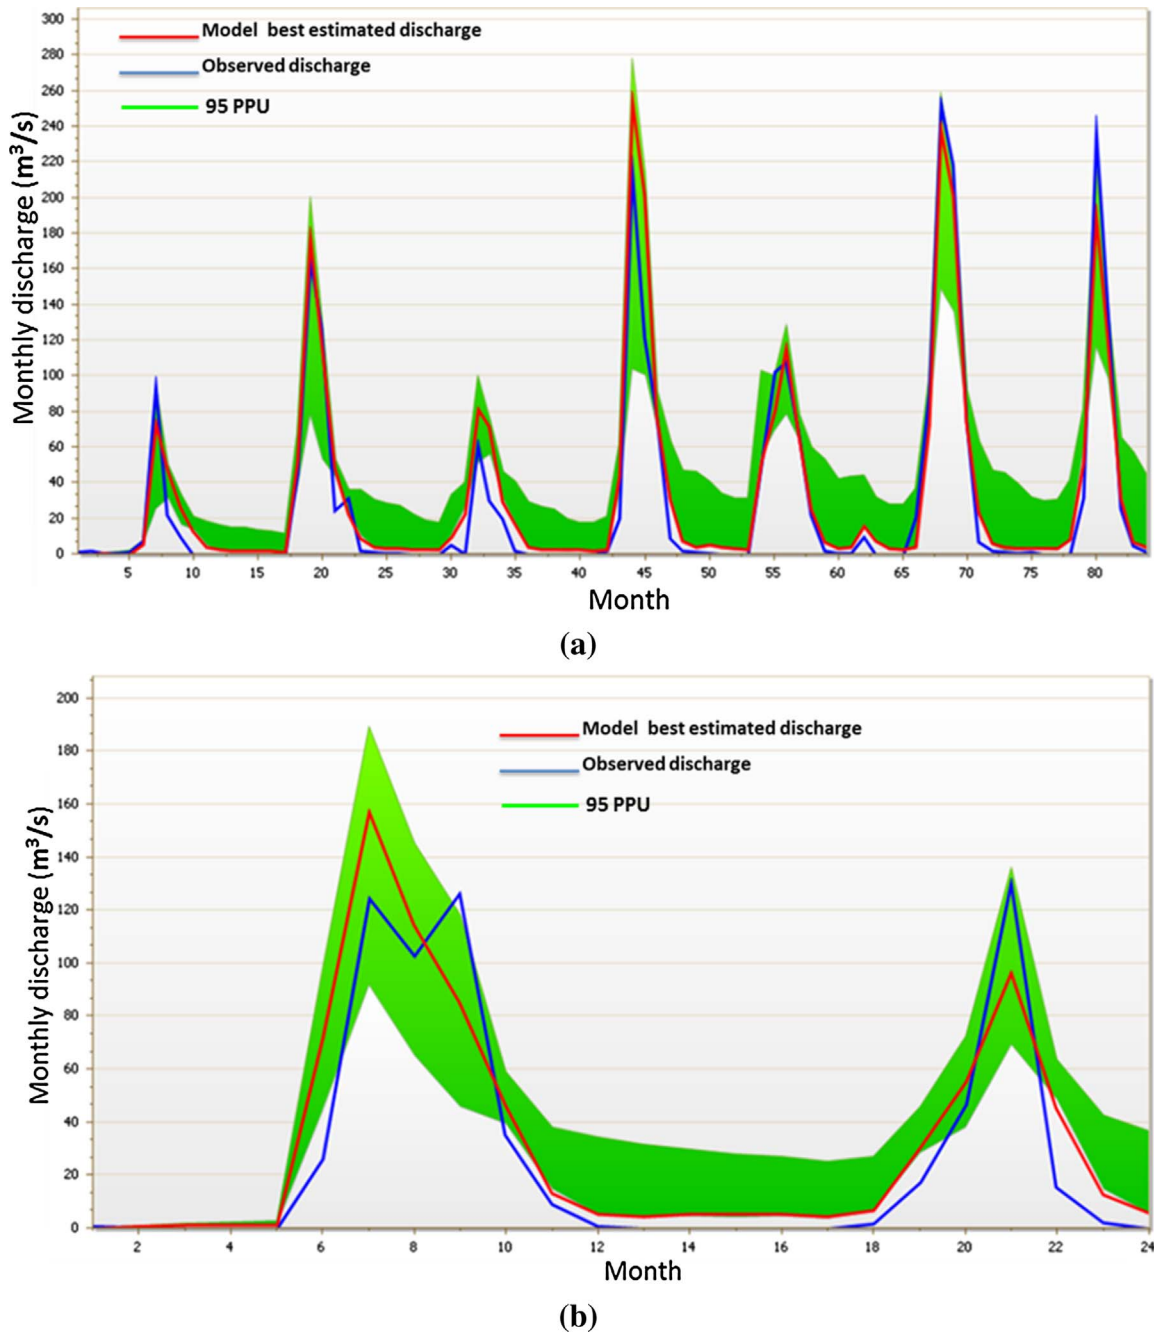 Monthly discharge (m³/s)
300
280
260
240
220
200
180
160
140
120
100
80
60
40
20
0
Model best estimated discharge
Observed discharge
95 PPU
5 10 15 20 25 30 35 40 45 50 55 60 65 70 75 80
Month
(a)
Monthly discharge (m³/s)
200
180
160
140
120
100
80
60
40
20
0
Model best estimated discharge
Observed discharge
95 PPU
2 4 6 8 10 12 14 16 18 20 22 24
Month
(b)